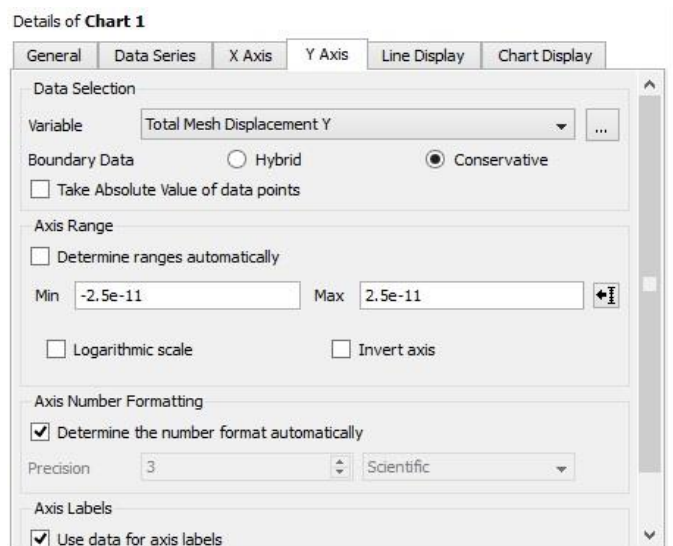 Details of Chart 1
General Data Series X Axis Y Axis Line Display Chart Display
Data Selection
Variable Total Mesh Displacement Y ...
Boundary Data Hybrid Conservative
Take Absolute Value of data points
Axis Range
Determine ranges automatically
Min -2.5e-11 Max 2.5e-11
Logarithmic scale Invert axis
Axis Number Formatting
Determine the number format automatically
Precision 3 Scientific
Axis Labels
Use data for axis labels